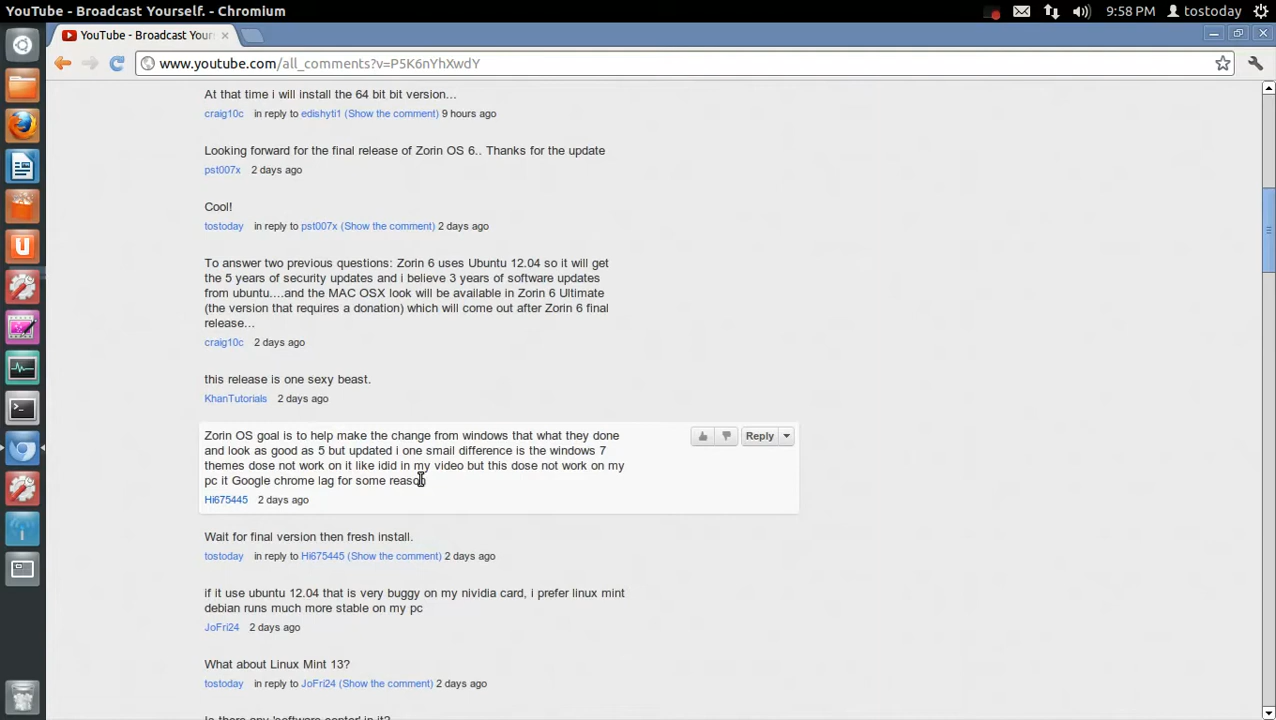 YouTube - Broadcast Yourself. - Chromium
9:58 PM
tostoday
YouTube - Broadcast Your
www.youtube.com/all_comments?v=P5K6nYhXwdY
At that time i will install the 64 bit bit version...
craig10c in reply to edishyti1 (Show the comment) 9 hours ago
Looking forward for the final release of Zorin OS 6.. Thanks for the update
pst007x 2 days ago
Cool!
tostoday in reply to pst007x (Show the comment) 2 days ago
To answer two previous questions: Zorin 6 uses Ubuntu 12.04 so it will get
the 5 years of security updates and i believe 3 years of software updates
from ubuntu....and the MAC OSX look will be available in Zorin 6 Ultimate
(the version that requires a donation) which will come out after Zorin 6 final
release...
craig10c 2 days ago
this release is one sexy beast.
KhanTutorials 2 days ago
Zorin OS goal is to help make the change from windows that what they done
and look as good as 5 but updated i one small difference is the windows 7
themes dose not work on it like idid in my video but this dose not work on my
pc it Google chrome lag for some reason
Reply
Hi675445 2 days ago
Wait for final version then fresh install.
tostoday in reply to Hi675445 (Show the comment) 2 days ago
if it use ubuntu 12.04 that is very buggy on my nividia card, i prefer linux mint
debian runs much more stable on my pc
JoFri24 2 days ago
What about Linux Mint 13?
tostoday in reply to JoFri24 (Show the comment) 2 days ago
Is there any 'software center' in it?